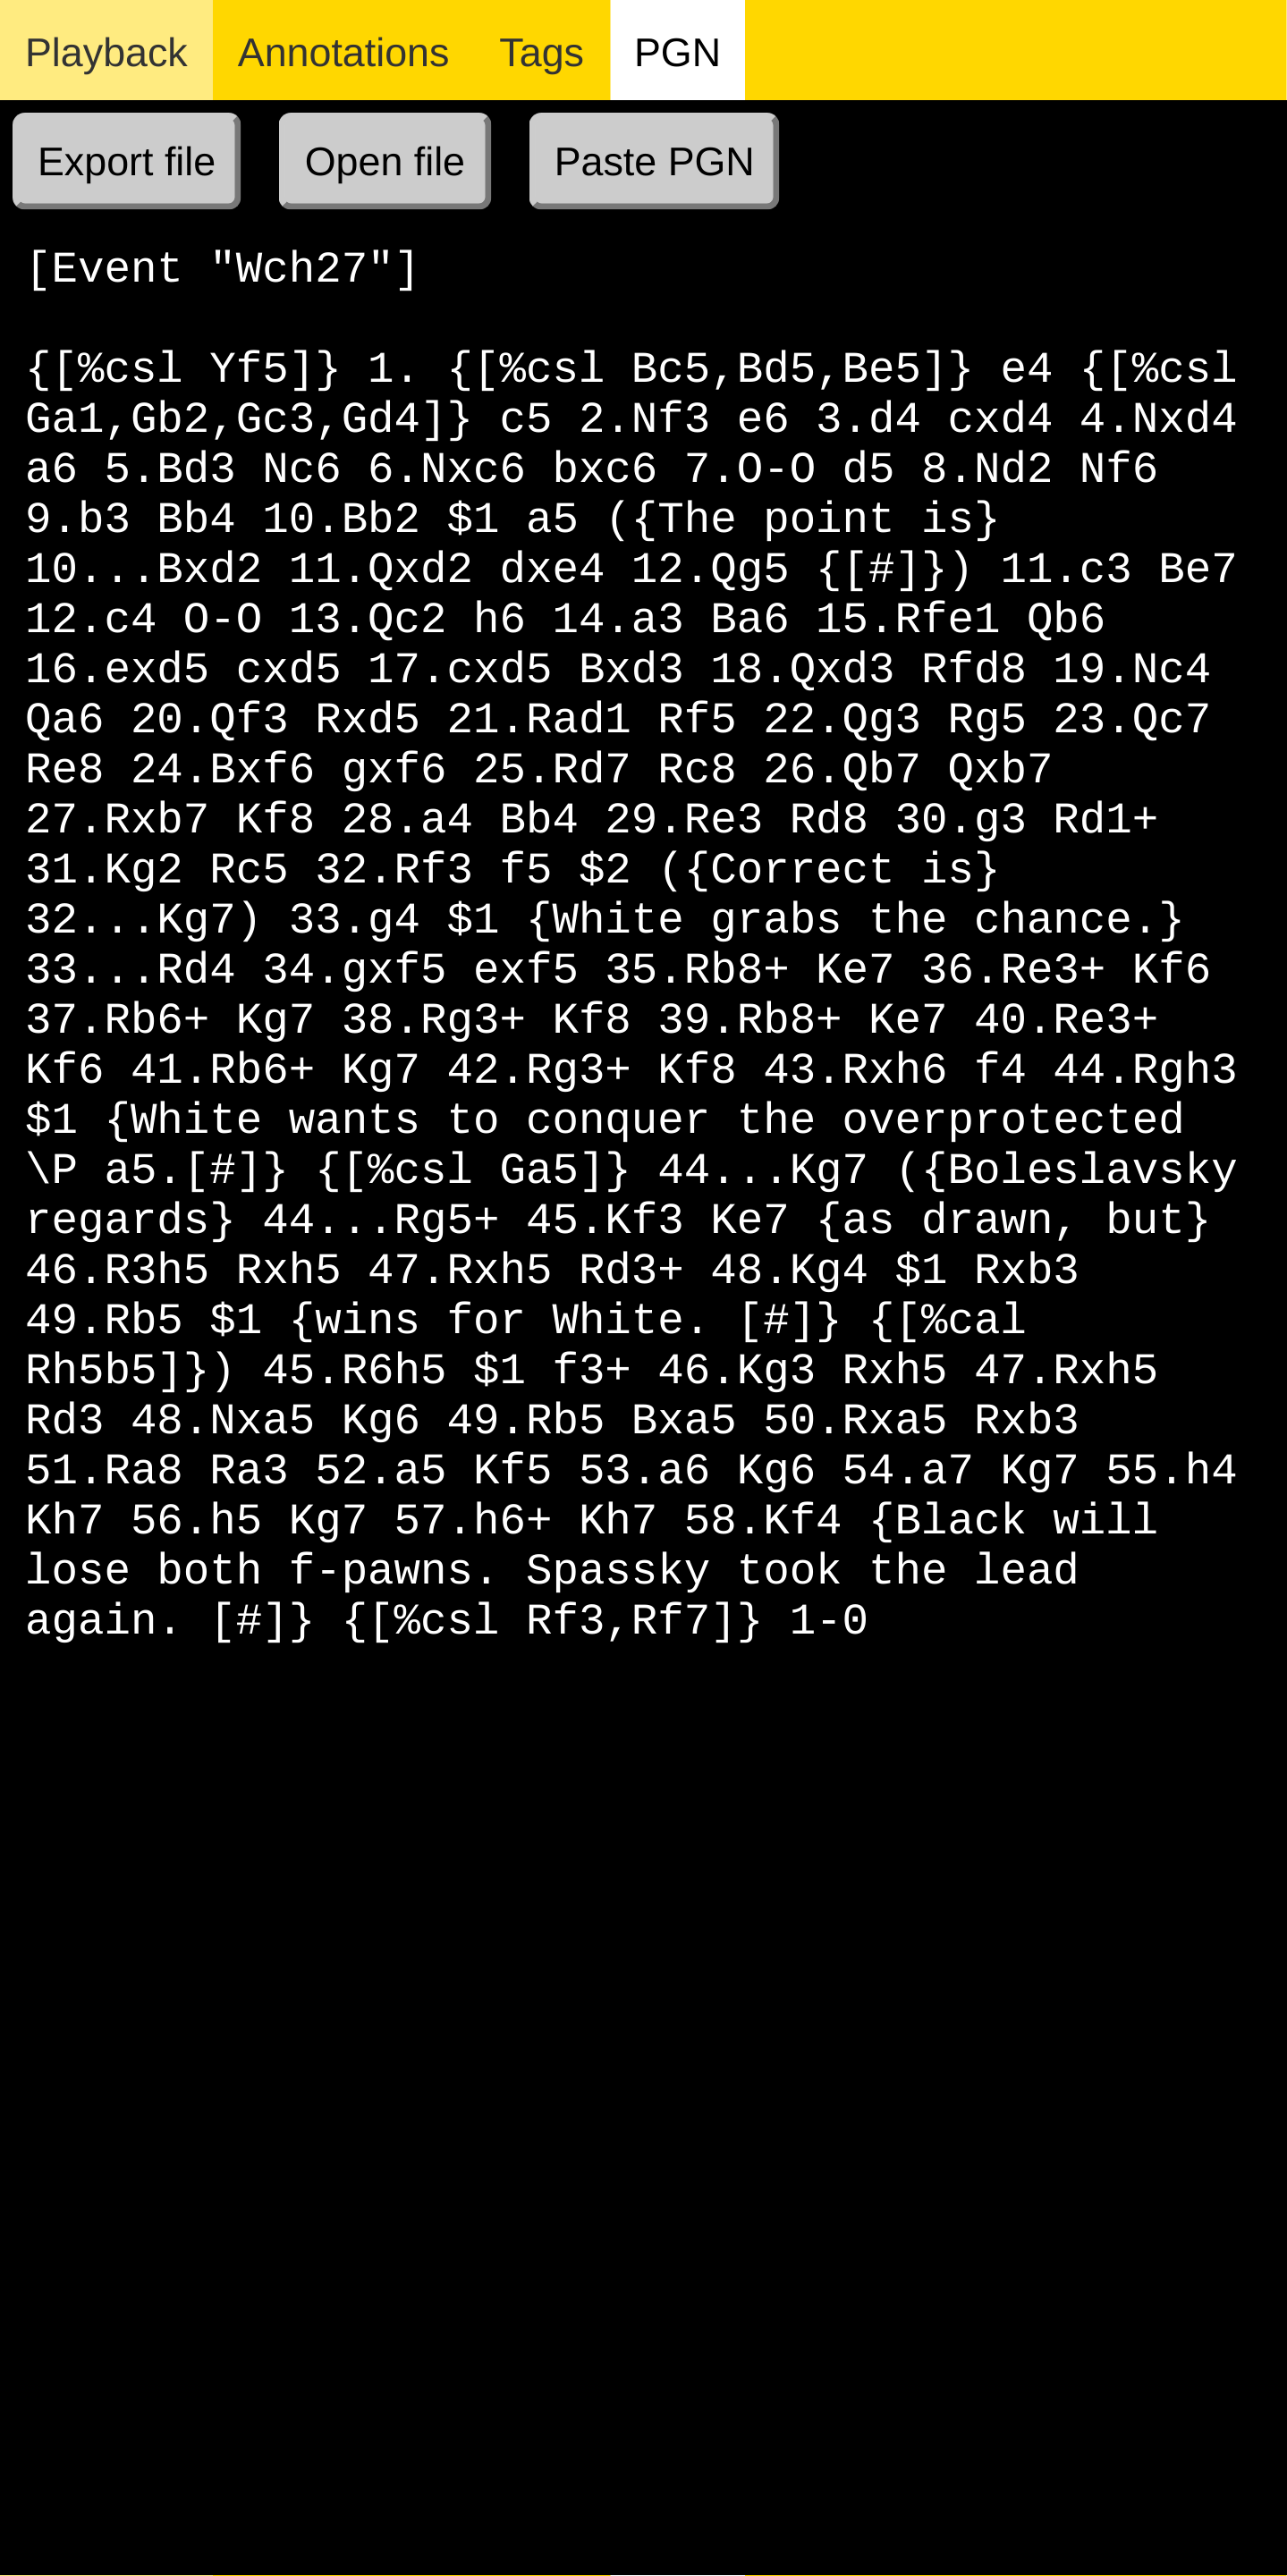 Playback Annotations Tags PGN
Export file Open file Paste PGN
[Event "Wch27"]
{[%csl Yf5]} 1. {[%csl Bc5,Bd5,Be5]} e4 {[%csl
Ga1,Gb2,Gc3,Gd4]} c5 2.Nf3 e6 3.d4 cxd4 4.Nxd4
a6 5.Bd3 Nc6 6.Nxc6 bxc6 7.O-O d5 8.Nd2 Nf6
9.b3 Bb4 10.Bb2 $1 a5 ({The point is}
10...Bxd2 11.Qxd2 dxe4 12.Qg5 {[#]}) 11.c3 Be7
12.c4 O-O 13.Qc2 h6 14.a3 Ba6 15.Rfe1 Qb6
16.exd5 cxd5 17.cxd5 Bxd3 18.Qxd3 Rfd8 19.Nc4
Qa6 20.Qf3 Rxd5 21.Rad1 Rf5 22.Qg3 Rg5 23.Qc7
Re8 24.Bxf6 gxf6 25.Rd7 Rc8 26.Qb7 Qxb7
27.Rxb7 Kf8 28.a4 Bb4 29.Re3 Rd8 30.g3 Rd1+
31.Kg2 Rc5 32.Rf3 f5 $2 ({Correct is}
32...Kg7) 33.g4 $1 {White grabs the chance.}
33...Rd4 34.gxf5 exf5 35.Rb8+ Ke7 36.Re3+ Kf6
37.Rb6+ Kg7 38.Rg3+ Kf8 39.Rb8+ Ke7 40.Re3+
Kf6 41.Rb6+ Kg7 42.Rg3+ Kf8 43.Rxh6 f4 44.Rgh3
$1 {White wants to conquer the overprotected
\P a5.[#]} {[%csl Ga5]} 44...Kg7 ({Boleslavsky
regards} 44...Rg5+ 45.Kf3 Ke7 {as drawn, but}
46.R3h5 Rxh5 47.Rxh5 Rd3+ 48.Kg4 $1 Rxb3
49.Rb5 $1 {wins for White. [#]} {[%cal
Rh5b5]}) 45.R6h5 $1 f3+ 46.Kg3 Rxh5 47.Rxh5
Rd3 48.Nxa5 Kg6 49.Rb5 Bxa5 50.Rxa5 Rxb3
51.Ra8 Ra3 52.a5 Kf5 53.a6 Kg6 54.a7 Kg7 55.h4
Kh7 56.h5 Kg7 57.h6+ Kh7 58.Kf4 {Black will
lose both f-pawns. Spassky took the lead
again. [#]} {[%csl Rf3,Rf7]} 1-0